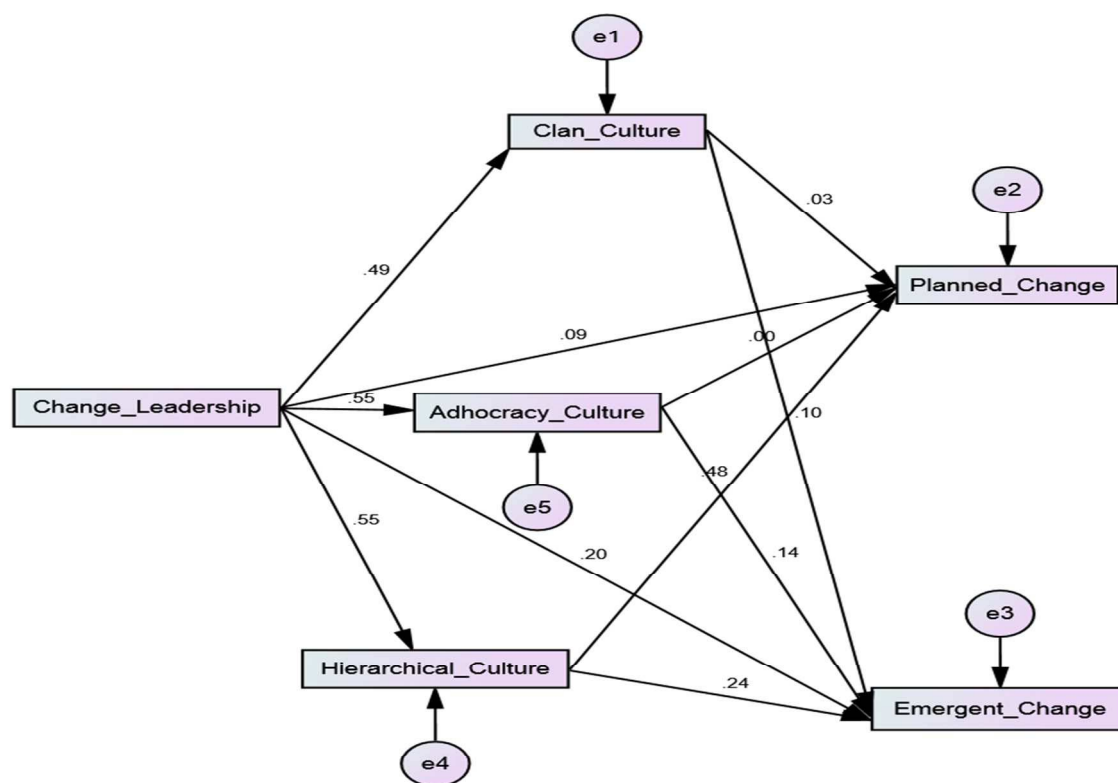 e1
Clan_Culture
e2
.03
.49
Planned_Change
.09
.00
Change_Leadership
.55
Adhocracy_Culture
.10
.48
e5
.55
.20
.14
e3
Hierarchical_Culture
.24
Emergent_Change
e4